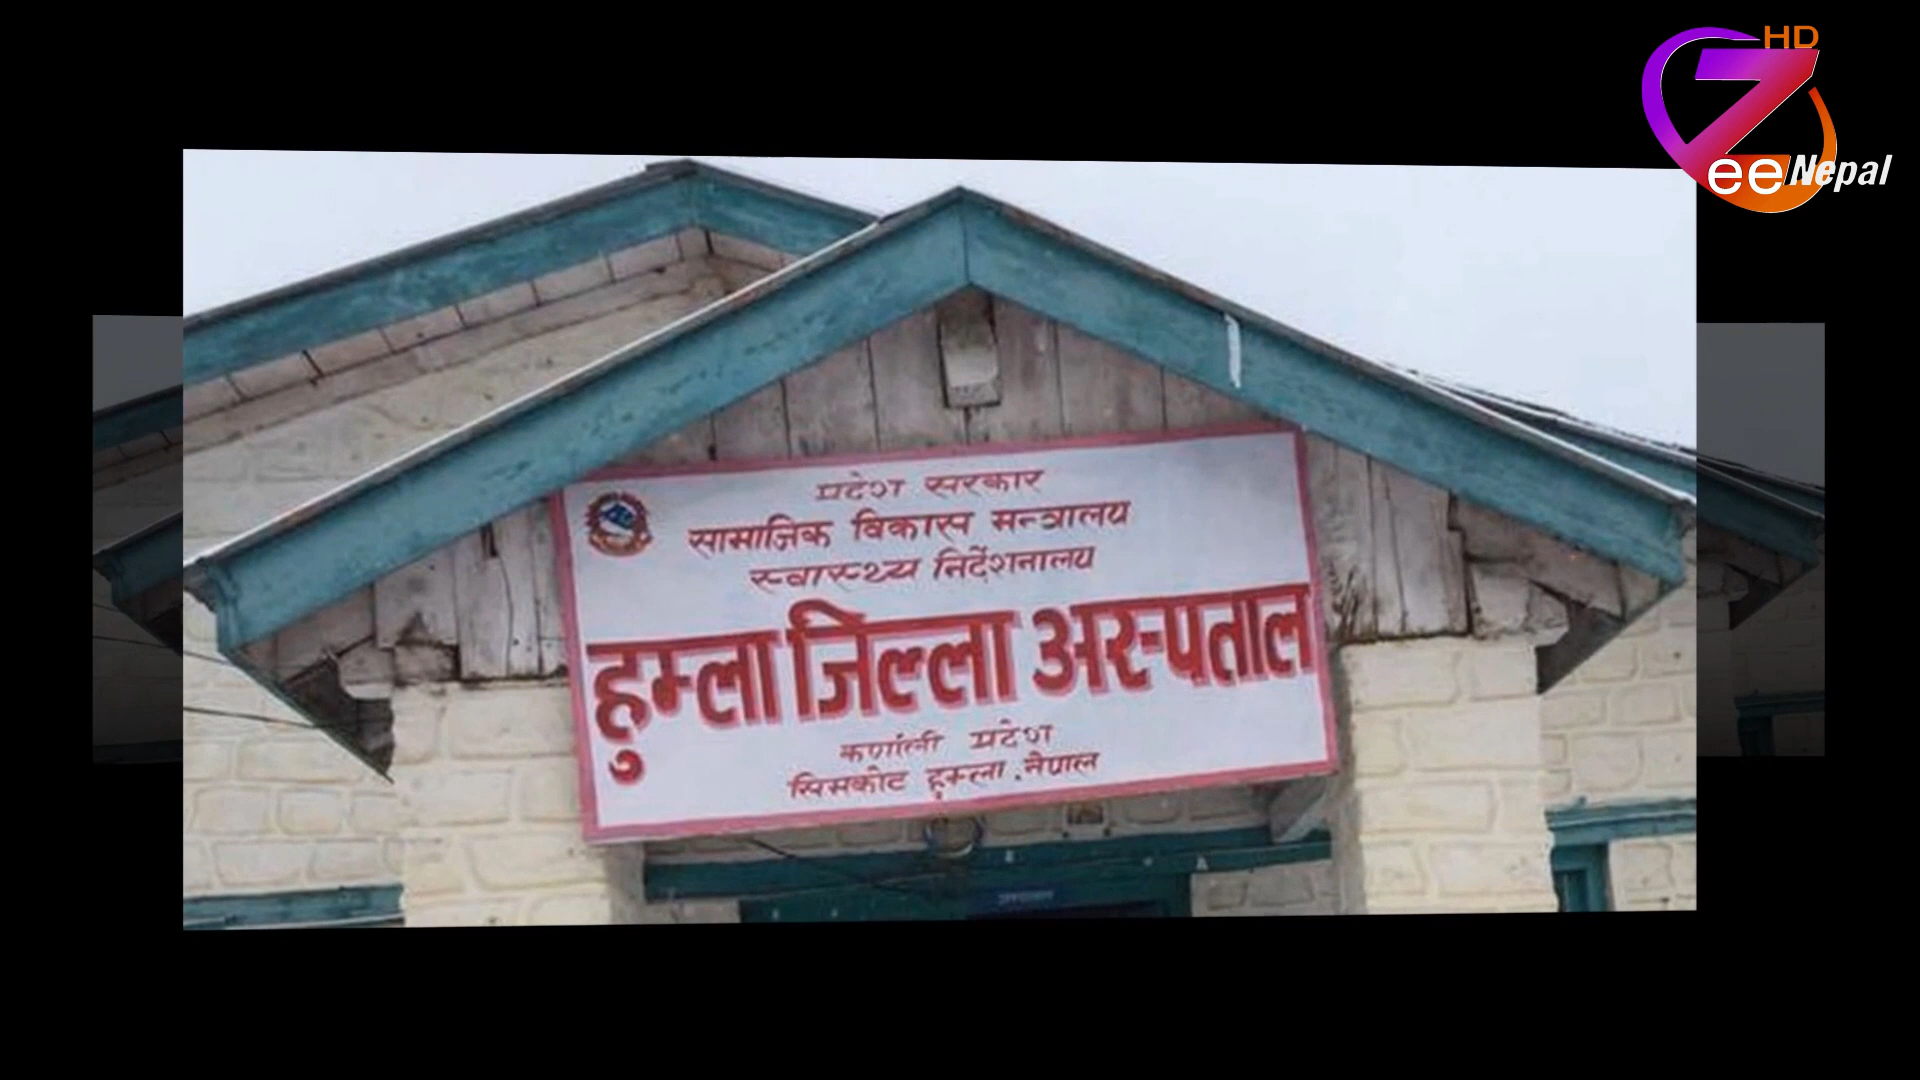 HD
Zee Nepal
प्रदेश सरकार
सामाजिक विकास मन्त्रालय
स्वास्थ्य निर्देशनालय
हुम्ला जिल्ला अस्पताल
कर्णाली प्रदेश
सिमकोट हुम्ला, नेपाल